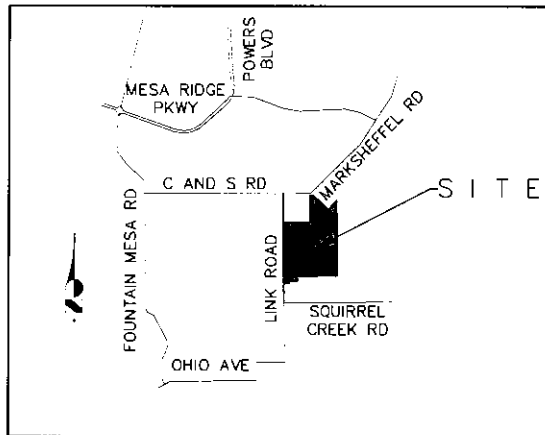 POWERS
BLVD
MESA RIDGE
PKWY
MARKSHEFFEL RD
C AND S RD
SITE
FOUNTAIN MESA RD
LINK ROAD
SQUIRREL
CREEK RD
OHIO AVE